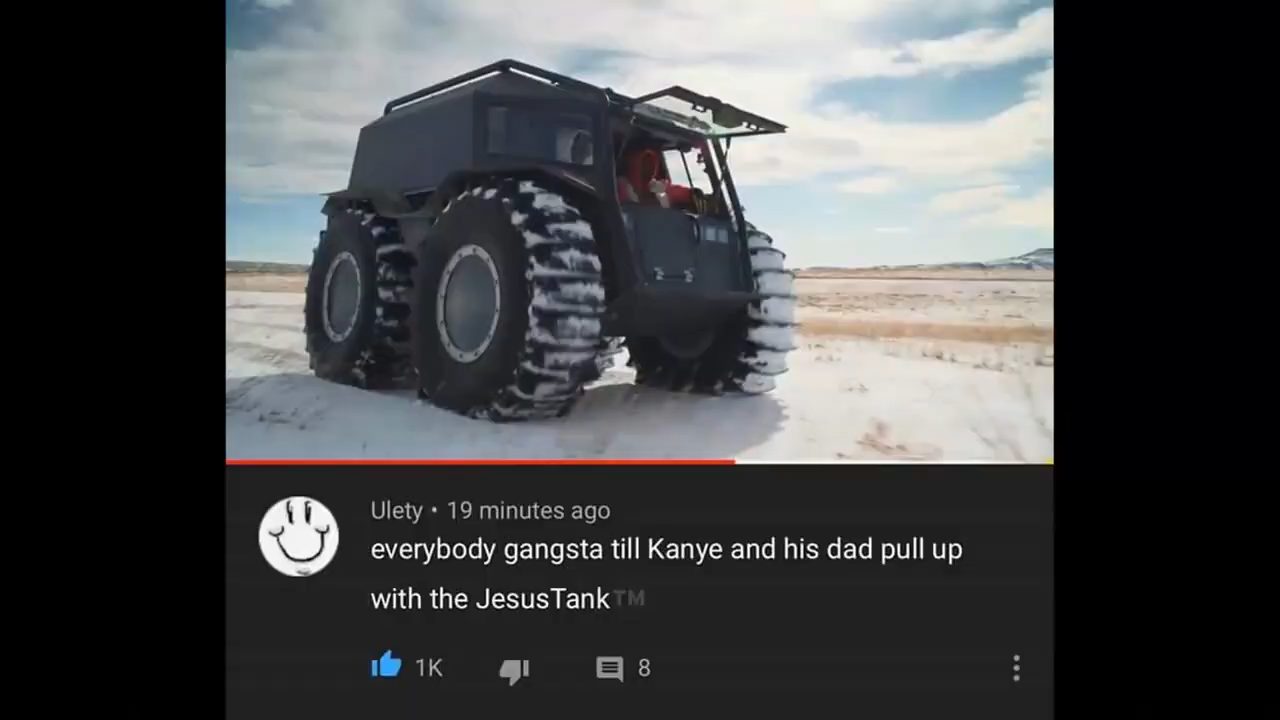 Ulety • 19 minutes ago
everybody gangsta till Kanye and his dad pull up
with the JesusTank™
1K 8